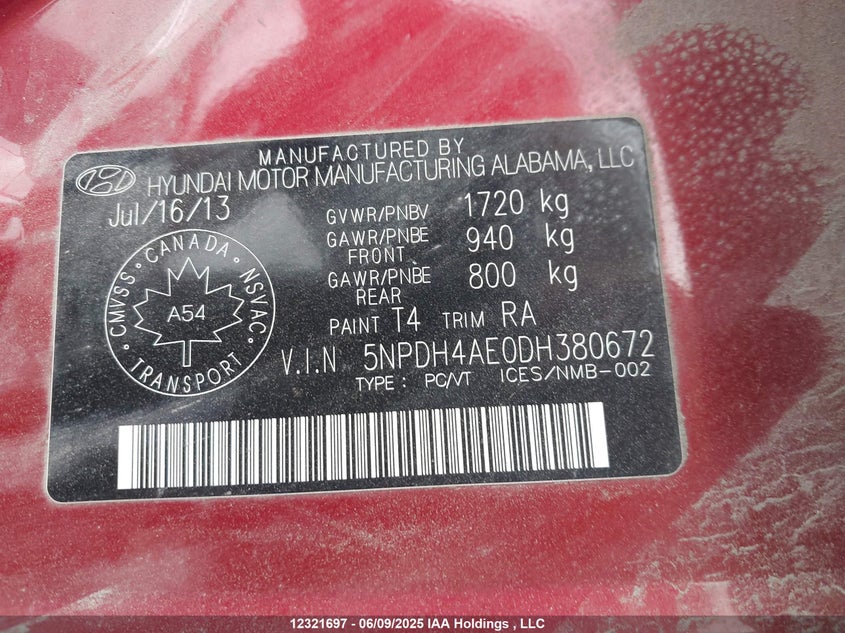 MANUFACTURED BY
HYUNDAI MOTOR MANUFACTURING ALABAMA, LLC
Jul/16/13
GVWR/PNBV 1720 kg
GAWR/PNBE FRONT 940 kg
GAWR/PNBE REAR 800 kg
PAINT T4 TRIM RA
CMVSS · CANADA · NSVAC · TRANSPORT ·
A54
V.I.N 5NPDH4AE0DH380672
TYPE : PC/VT ICES/NMB-002
12321697 - 06/09/2025 IAA Holdings , LLC